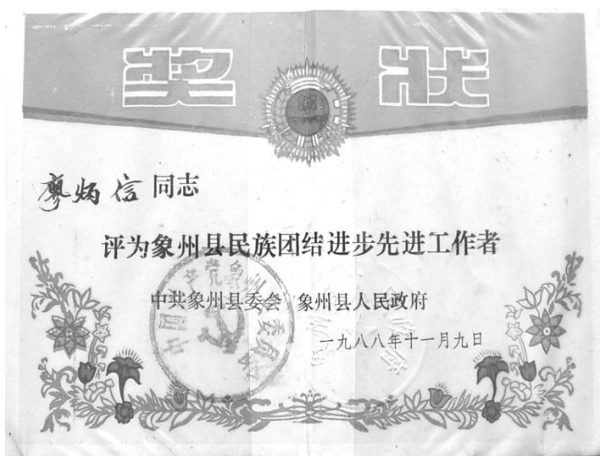 奖状
廖炳信同志
评为象州县民族团结进步先进工作者
中共象州县委会 象州县人民政府
一九八八年十一月九日